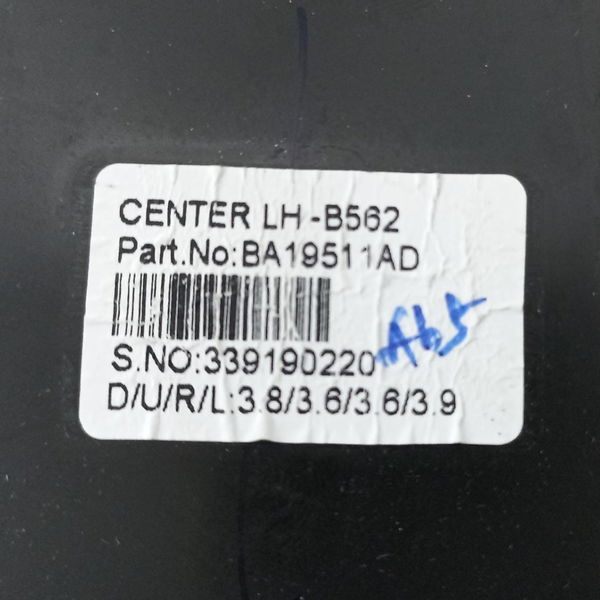 CENTER LH-B562
Part.No:BA19511AD
S.NO:339190220
D/U/R/L:3.8/3.6/3.6/3.9